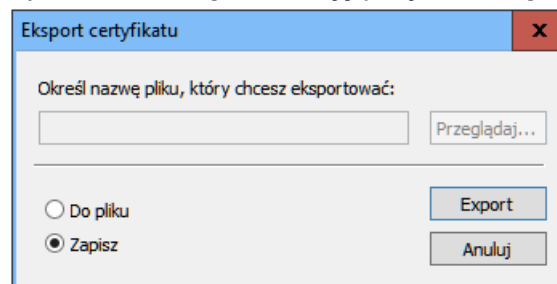 Eksport certyfikatu
x
Określ nazwę pliku, który chcesz eksportować:
Przeglądaj...
Do pliku
Export
Zapisz
Anuluj